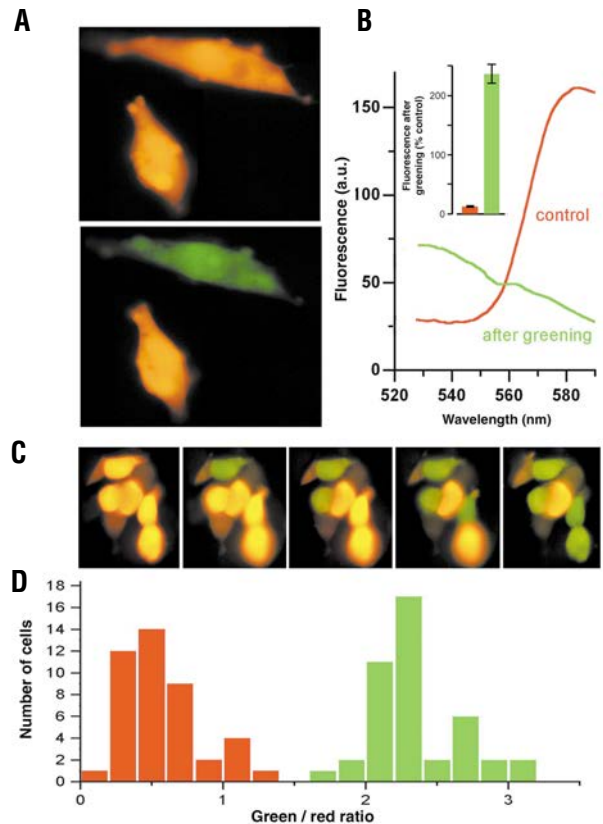 A
B
Fluorescence (a.u.)
150
100
50
0
520
540
560
580
Wavelength (nm)
Fluorescence after
greening (% control)
200
100
0
control
after greening
C
D
Number of cells
18
16
14
12
10
8
6
4
2
0
0
1
2
3
Green / red ratio